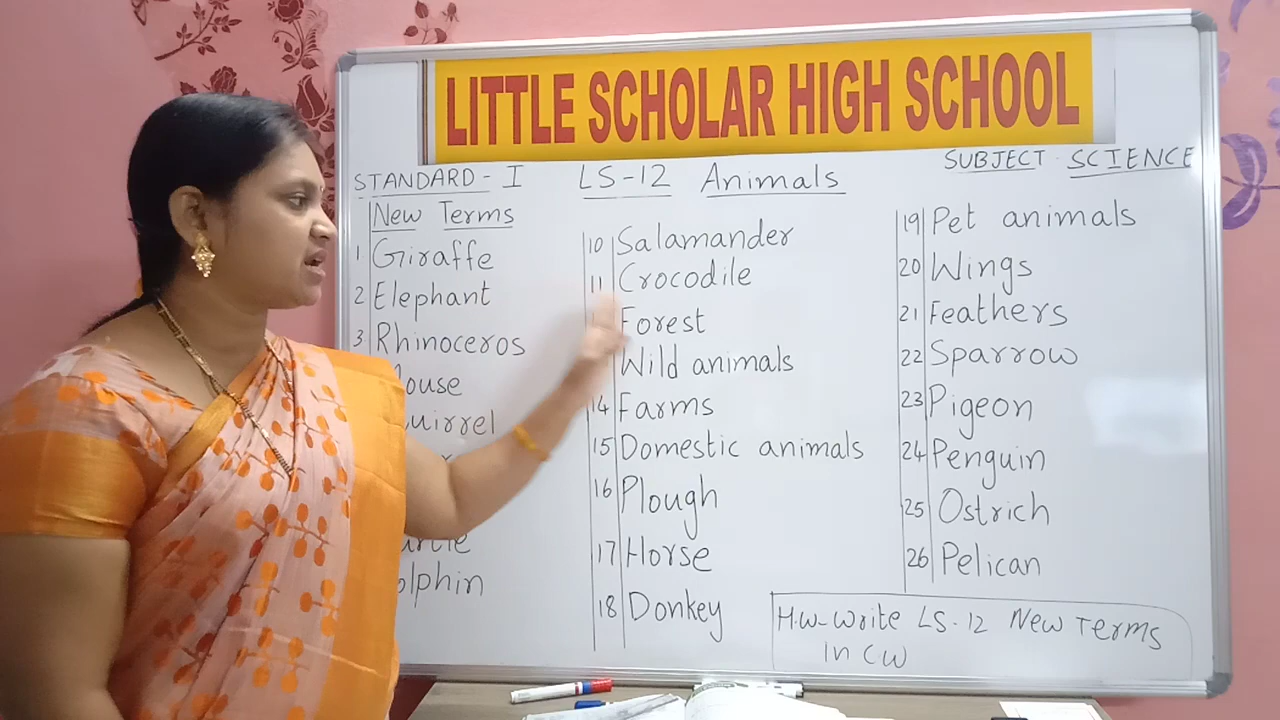 LITTLE SCHOLAR HIGH SCHOOL
STANDARD - I LS-12 Animals SUBJECT - SCIENCE
New Terms
1 Giraffe
2 Elephant
3 Rhinoceros
ouse
uirrel
urtle
olphin
10 Salamander
11 Crocodile
Forest
Wild animals
14 Farms
15 Domestic animals
16 Plough
17 Horse
18 Donkey
19 Pet animals
20 Wings
21 Feathers
22 Sparrow
23 Pigeon
24 Penguin
25 Ostrich
26 Pelican
H.W-Write LS-12 New Terms
in CW